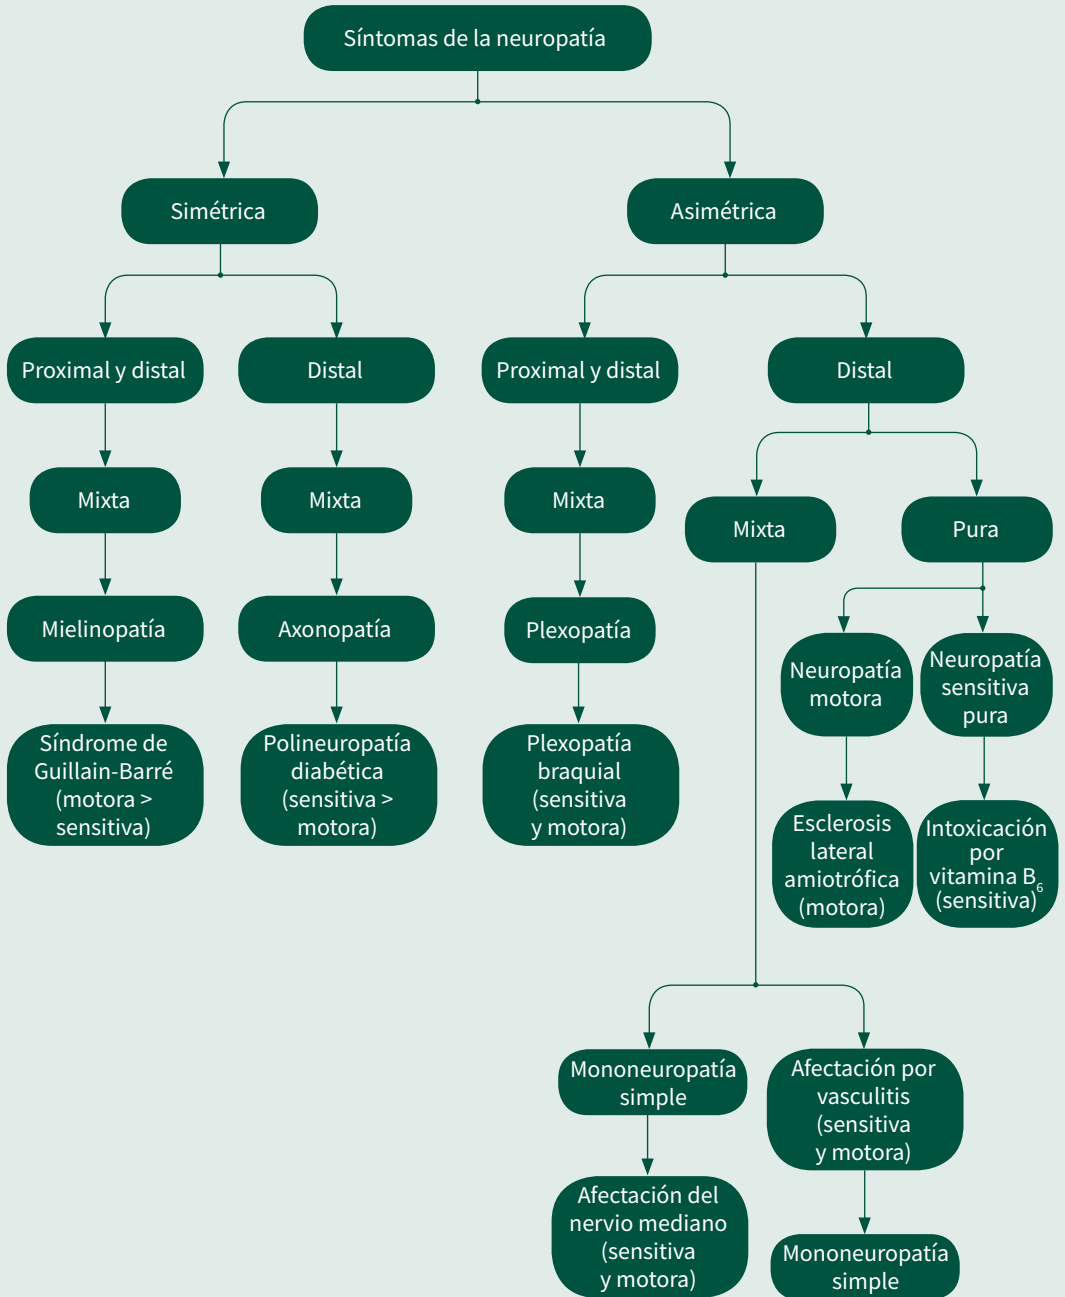 Síntomas de la neuropatía
Simétrica
Asimétrica
Proximal y distal
Distal
Proximal y distal
Distal
Mixta
Mixta
Mixta
Mixta
Pura
Mielinopatía
Axonopatía
Plexopatía
Neuropatía
motora
Neuropatía
sensitiva
pura
Síndrome de
Guillain-Barré
(motora >
sensitiva)
Polineuropatía
diabética
(sensitiva >
motora)
Plexopatía
braquial
(sensitiva
y motora)
Esclerosis
lateral
amiotrófica
(motora)
Intoxicación
por
vitamina B₆
(sensitiva)
Mononeuropatía
simple
Afectación por
vasculitis
(sensitiva
y motora)
Afectación del
nervio mediano
(sensitiva
y motora)
Mononeuropatía
simple